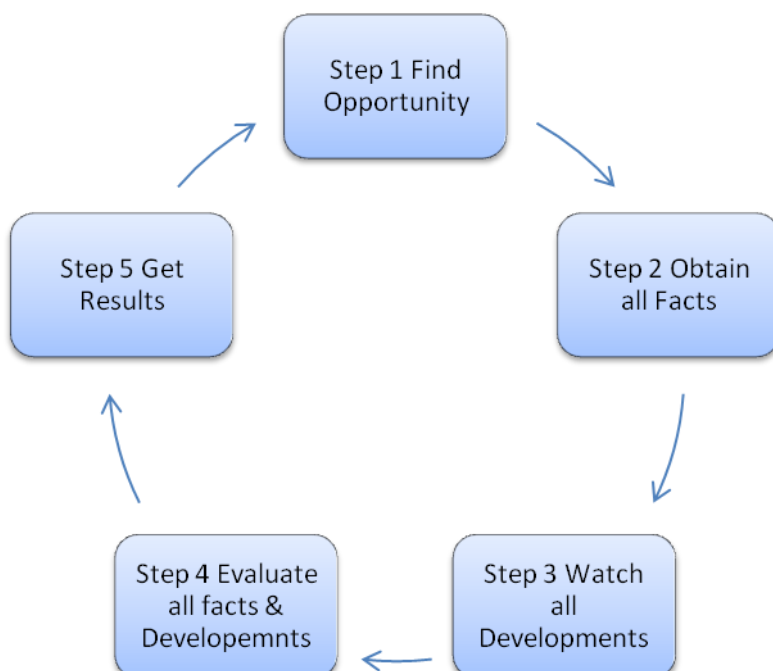 Step 1 Find
Opportunity
Step 2 Obtain
all Facts
Step 3 Watch
all
Developments
Step 4 Evaluate
all facts &
Developemnts
Step 5 Get
Results